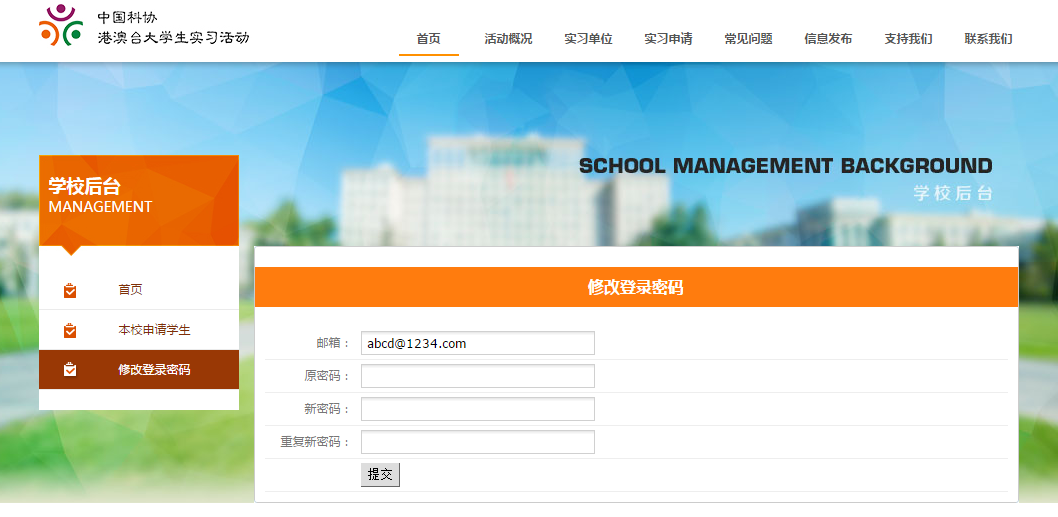 中国科协
港澳台大学生实习活动
首页 活动概况 实习单位 实习申请 常见问题 信息发布 支持我们 联系我们
SCHOOL MANAGEMENT BACKGROUND
学校后台
学校后台
MANAGEMENT
首页
本校申请学生
修改登录密码
修改登录密码
邮箱： abcd@1234.com
原密码：
新密码：
重复新密码：
提交